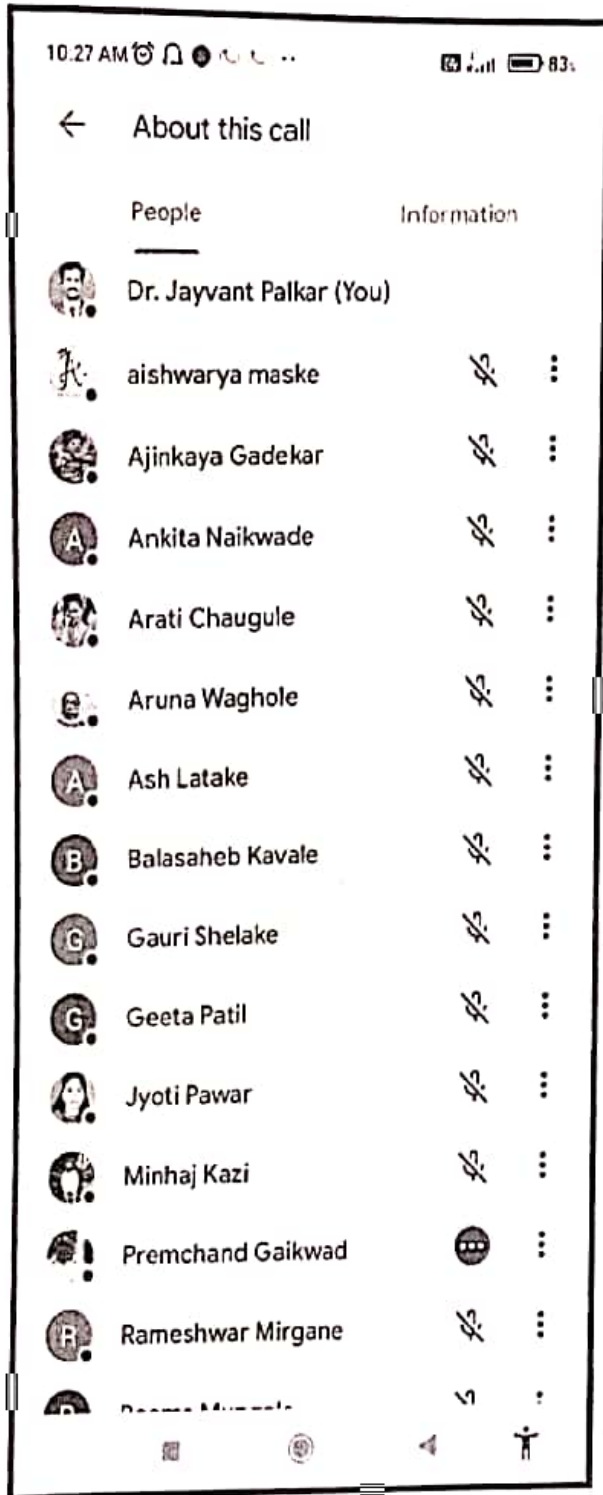 10:27 AM
83%
About this call
People Information
Dr. Jayvant Palkar (You)
aishwarya maske
Ajinkaya Gadekar
A Ankita Naikwade
Arati Chaugule
Aruna Waghole
A Ash Latake
B Balasaheb Kavale
G Gauri Shelake
G Geeta Patil
Jyoti Pawar
Minhaj Kazi
Premchand Gaikwad
R Rameshwar Mirgane